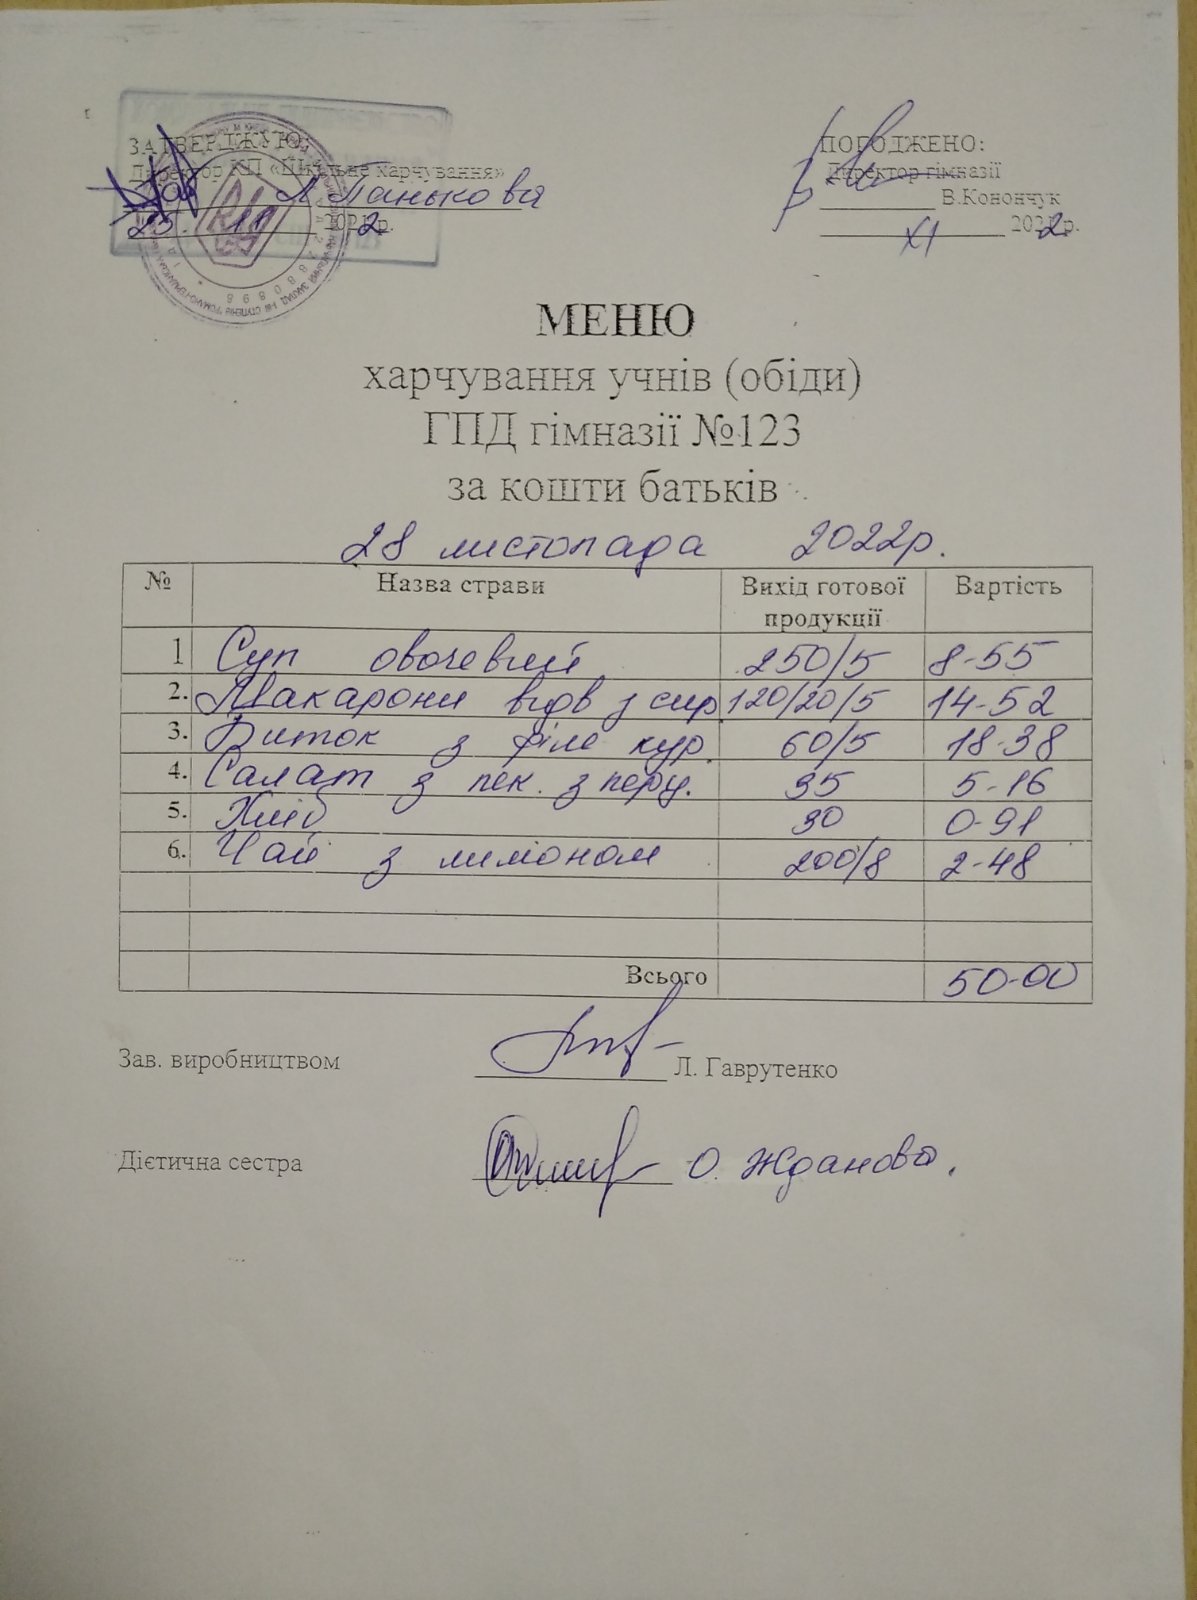 ЗАТВЕРДЖУЮ:
Директор КП «Шкільне харчування»
Л Панькова
25. 11 2022р.
ПОГОДЖЕНО:
Директор гімназії
В.Конончук
XI 2022р.
МЕНЮ
харчування учнів (обіди)
ГПД гімназії №123
за кошти батьків
28 листопада 2022р.
№ Назва страви Вихід готової продукції Вартість
1 Суп овочевий 250/5 8-55
2. Макарони відв з сир 120/20/5 14-52
3. Биток з філе кур 60/5 18-38
4. Салат з пек. з пер 35 5-16
5. Хліб 30 0-91
6. Чай з лимоном 200/8 2-48
Всього 50-00
Зав. виробництвом Л. Гаврутенко
Дієтична сестра О. Жданова.